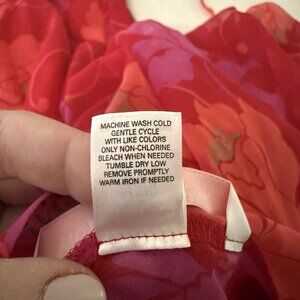 MACHINE WASH COLD
GENTLE CYCLE
WITH LIKE COLORS
ONLY NON-CHLORINE
BLEACH WHEN NEEDED
TUMBLE DRY LOW
REMOVE PROMPTLY
WARM IRON IF NEEDED